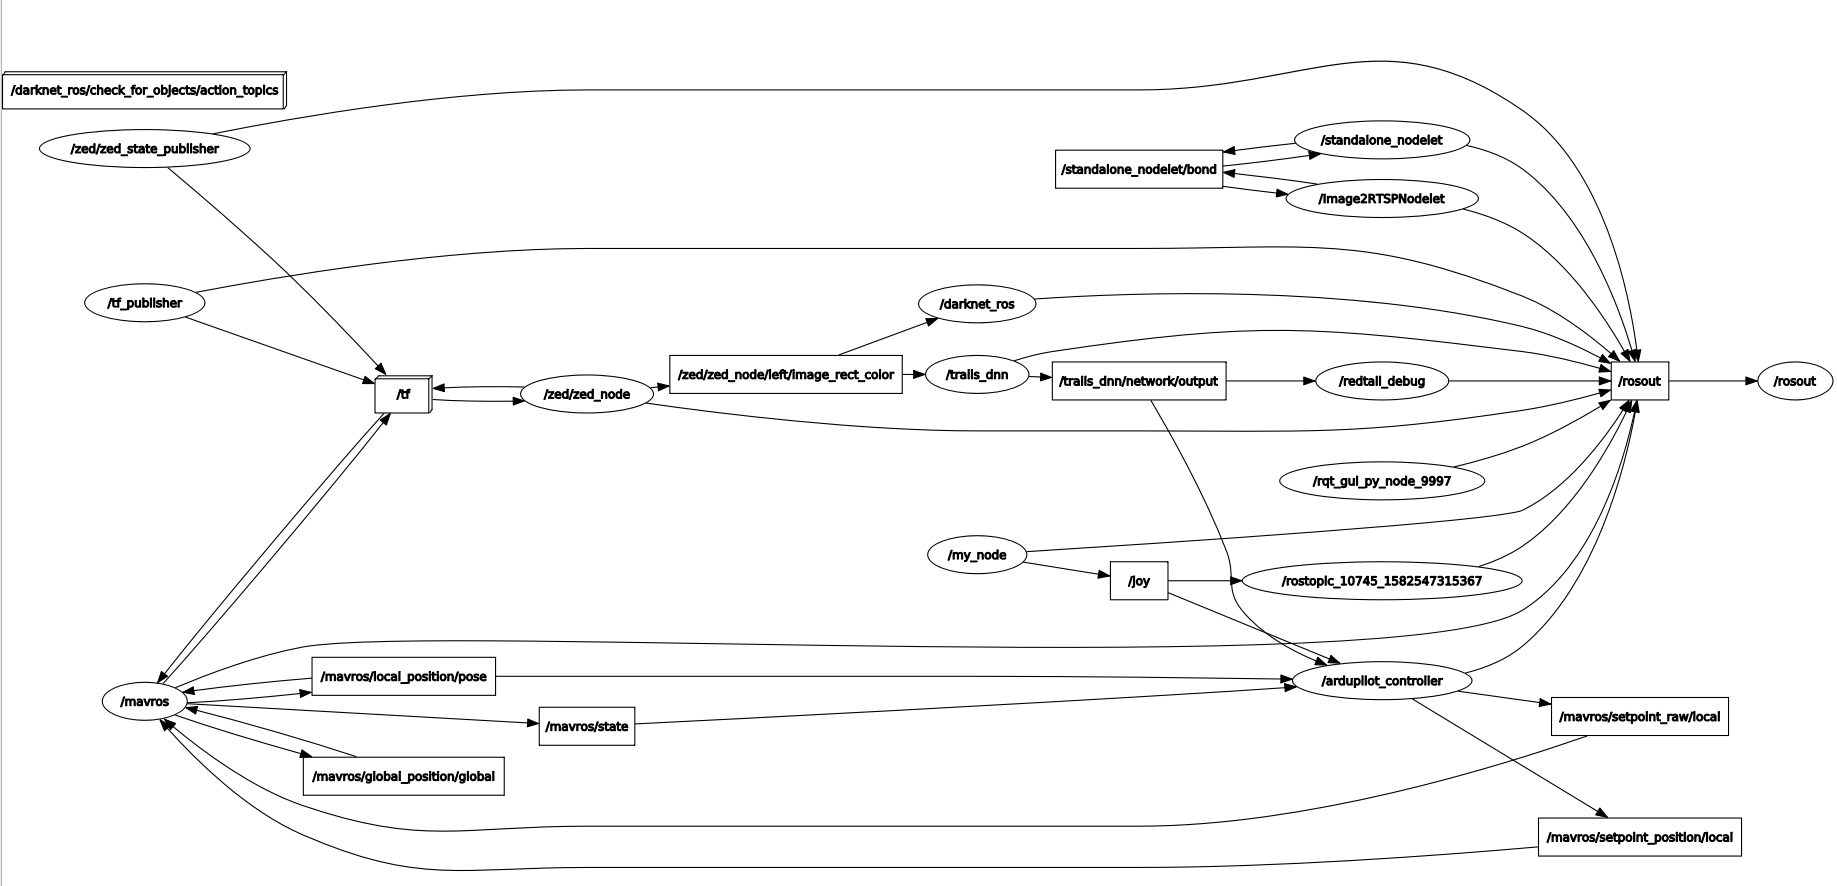 /darknet_ros/check_for_objects/action_topics
/zed/zed_state_publisher
/standalone_nodelet
/standalone_nodelet/bond
/Image2RTSPNodelet
/tf_publisher
/darknet_ros
/zed/zed_node/left/image_rect_color
/trails_dnn
/trails_dnn/network/output
/redtail_debug
/rosout
/rosout
/tf
/zed/zed_node
/rqt_gui_py_node_9997
/my_node
/joy
/rostopic_10745_1582547315367
/mavros/local_position/pose
/ardupilot_controller
/mavros
/mavros/state
/mavros/setpoint_raw/local
/mavros/global_position/global
/mavros/setpoint_position/local